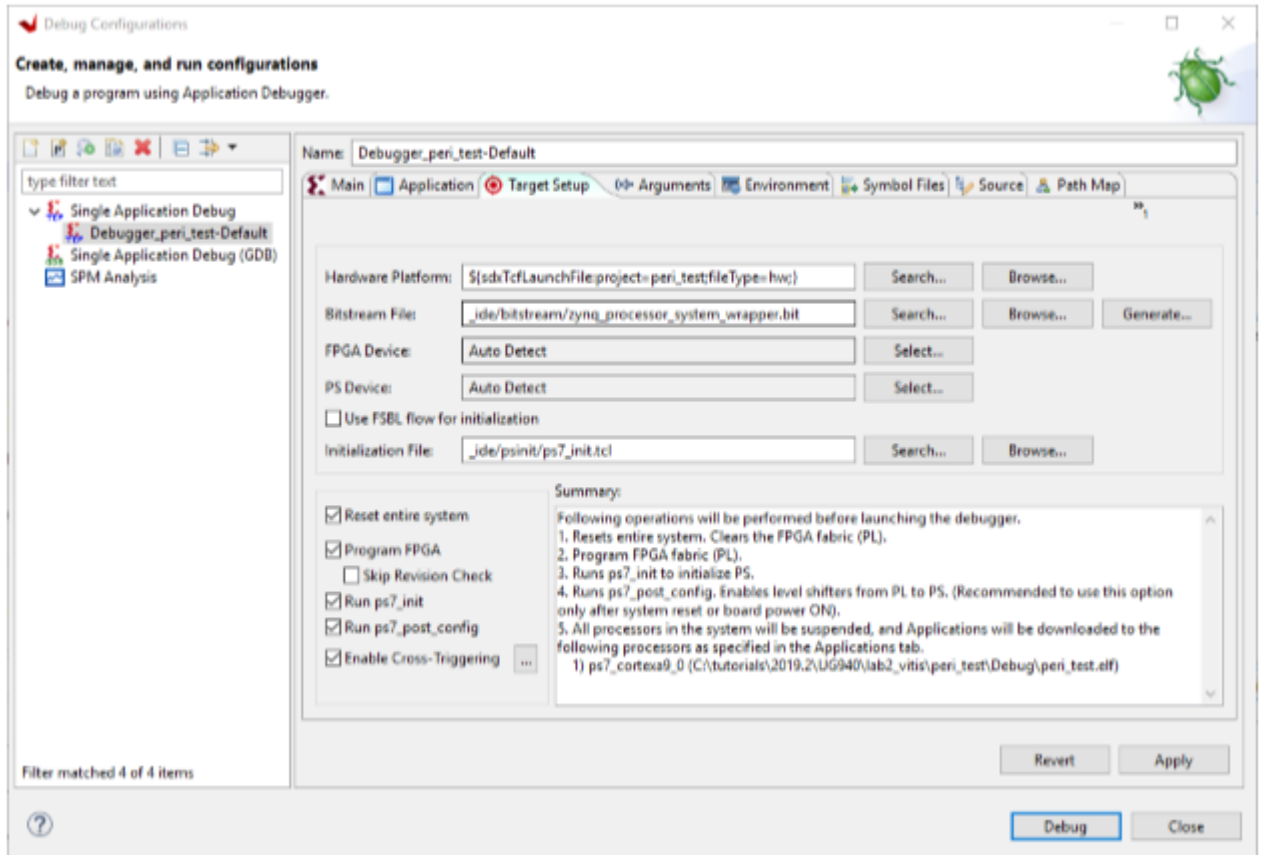 Debug Configurations
Create, manage, and run configurations
Debug a program using Application Debugger.
type filter text
Single Application Debug
Debugger_peri_test-Default
Single Application Debug (GDB)
SPM Analysis
Filter matched 4 of 4 items
Name: Debugger_peri_test-Default
Main Application Target Setup Arguments Environment Symbol Files Source Path Map
»1
Hardware Platform: ${sdxTcfLaunchFile:project=peri_test;fileType=hw;} Search... Browse...
Bitstream File: _ide/bitstream/zynq_processor_system_wrapper.bit Search... Browse... Generate...
FPGA Device: Auto Detect Select...
PS Device: Auto Detect Select...
Use FSBL flow for initialization
Initialization File: _ide/psinit/ps7_init.tcl Search... Browse...
Reset entire system
Program FPGA
Skip Revision Check
Run ps7_init
Run ps7_post_config
Enable Cross-Triggering ...
Summary:
Following operations will be performed before launching the debugger.
1. Resets entire system. Clears the FPGA fabric (PL).
2. Program FPGA fabric (PL).
3. Runs ps7_init to initialize PS.
4. Runs ps7_post_config. Enables level shifters from PL to PS. (Recommended to use this option
only after system reset or board power ON).
5. All processors in the system will be suspended, and Applications will be downloaded to the
following processors as specified in the Applications tab.
1) ps7_cortexa9_0 (C:\tutorials\2019.2\UG940\lab2_vitis\peri_test\Debug\peri_test.elf)
Revert Apply
? Debug Close